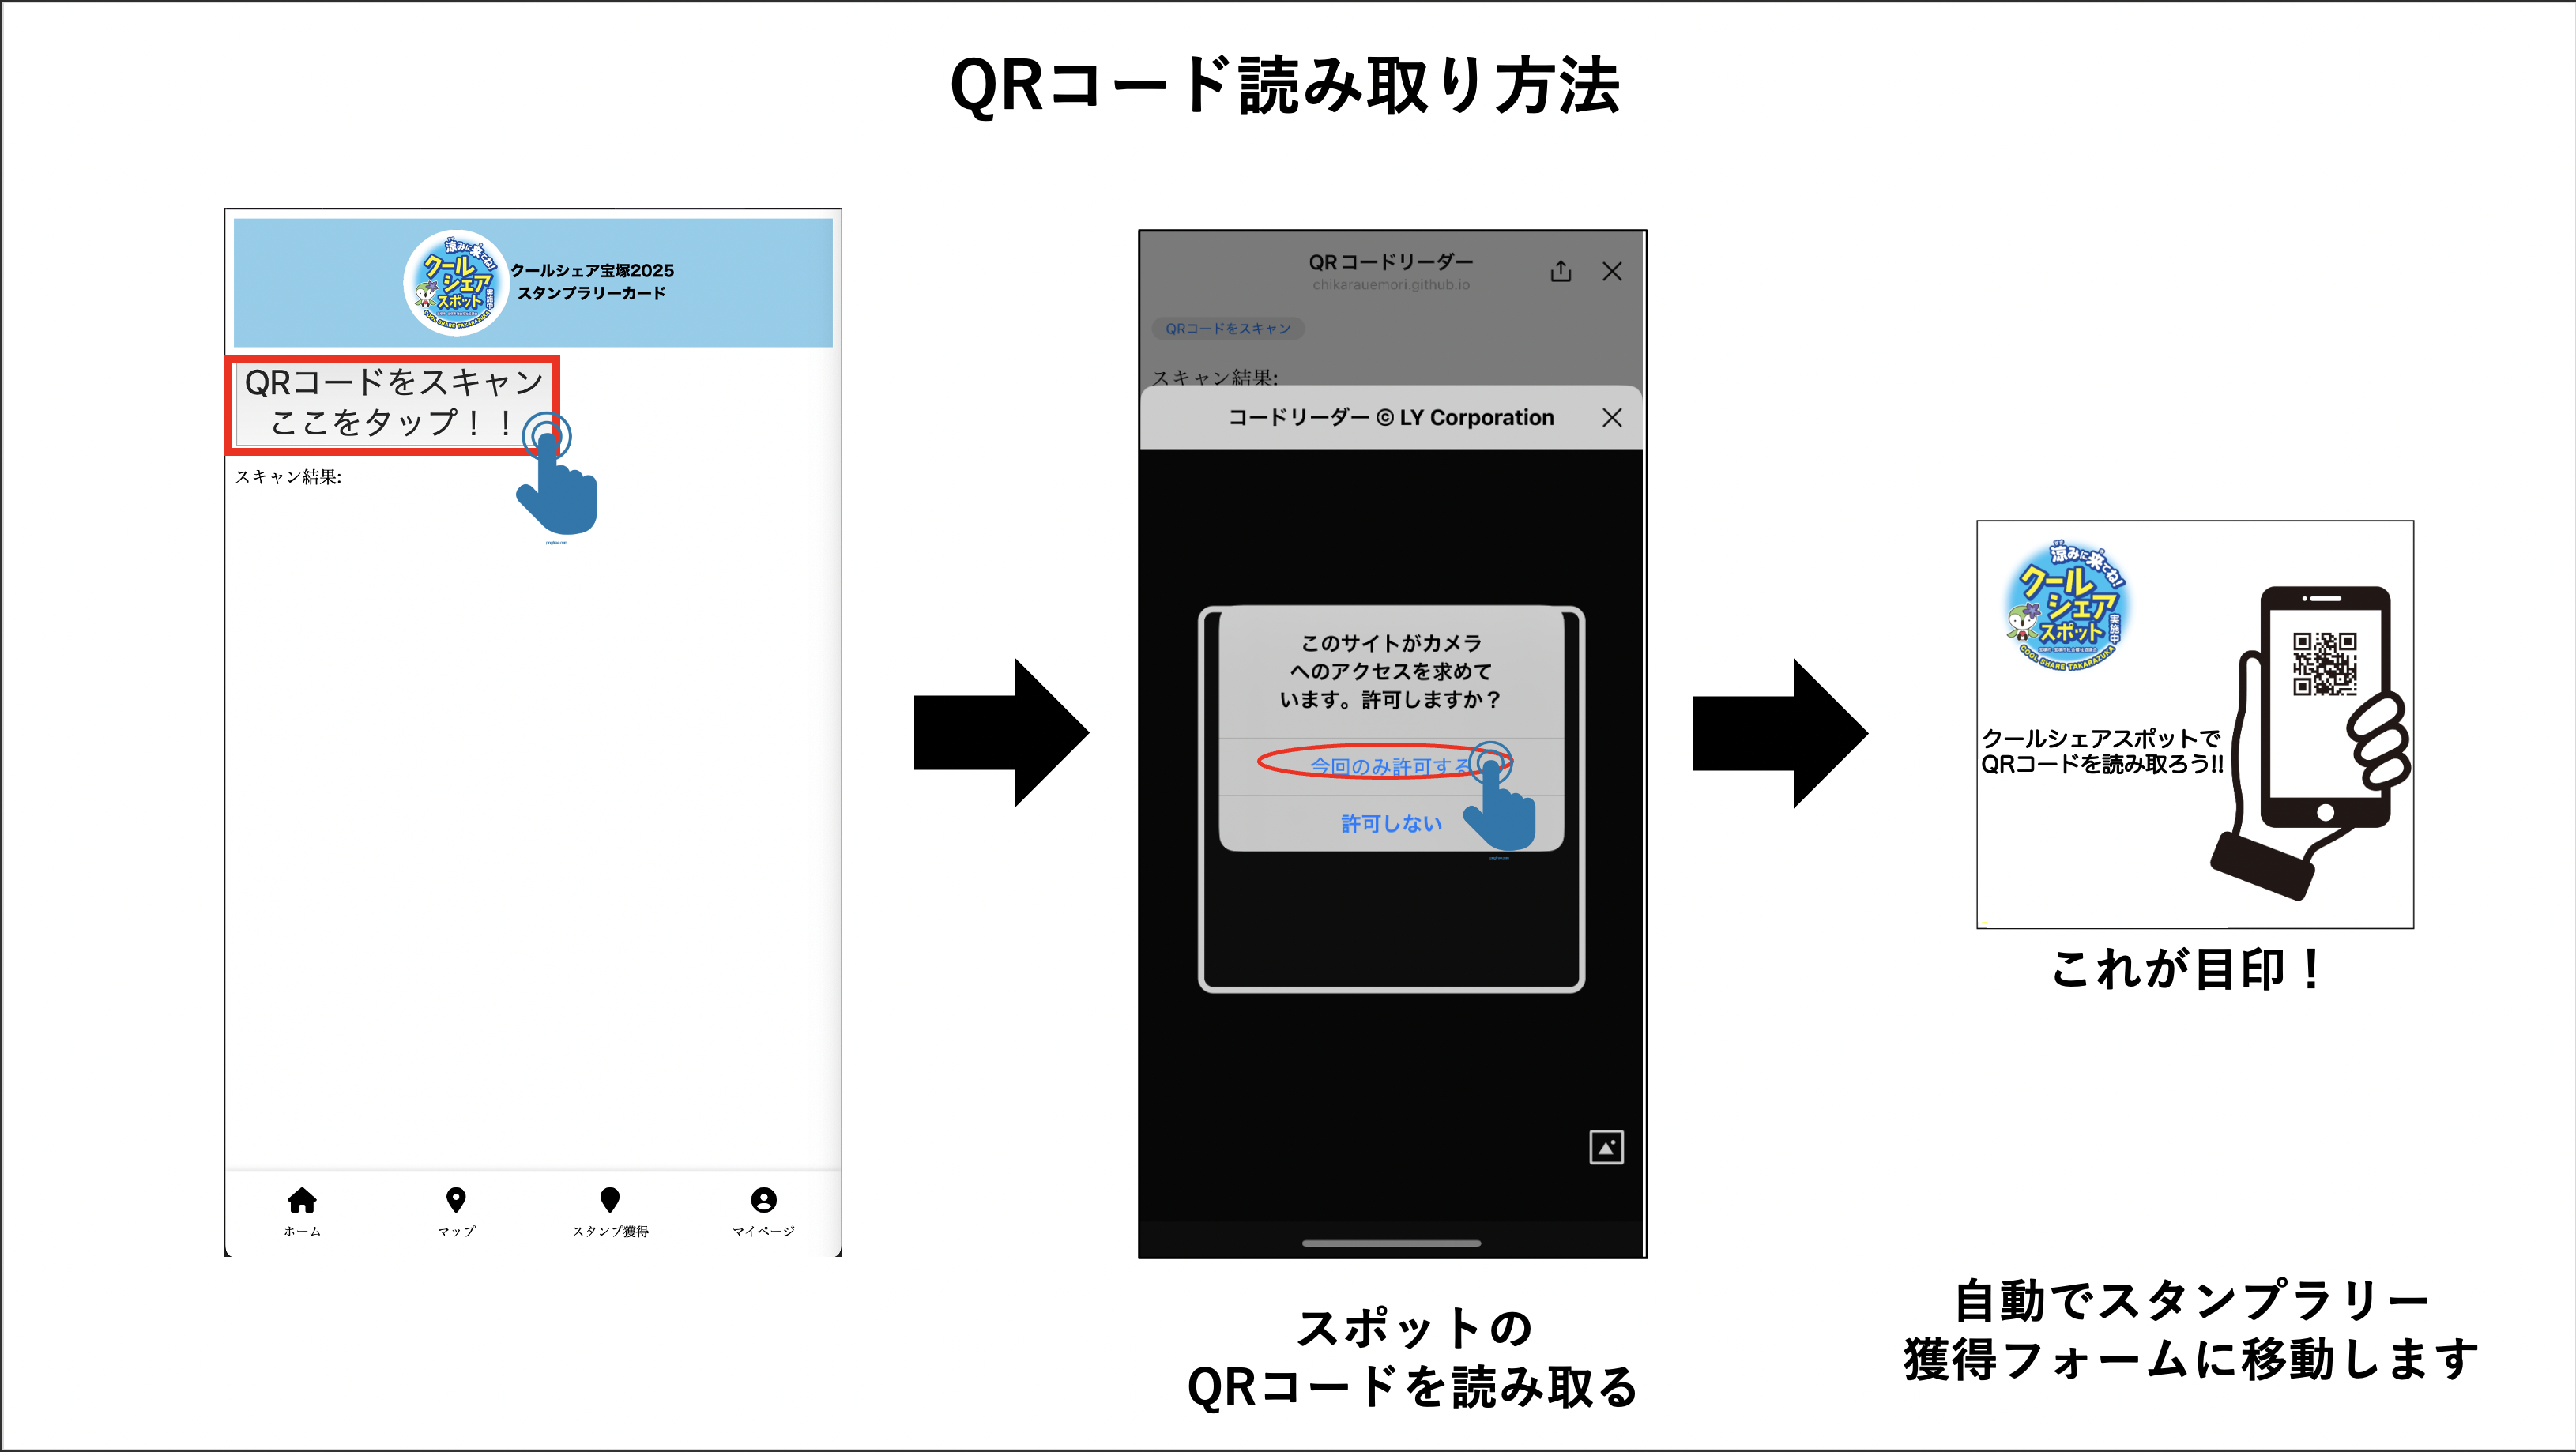 QRコード読み取り方法
涼みに来てね!
クール
シェア
スポット
実施中
COOL SHARE TAKARAZUKA
クールシェア宝塚2025
スタンプラリーカード
QRコードをスキャン
ここをタップ！！
スキャン結果:
ホーム
マップ
スタンプ獲得
マイページ
QRコードリーダー
chikarauemori.github.io
QRコードをスキャン
スキャン結果:
コードリーダー © LY Corporation
このサイトがカメラ
へのアクセスを求めて
います。許可しますか？
今回のみ許可する
許可しない
スポットの
QRコードを読み取る
涼みに来てね!
クール
シェア
スポット
実施中
COOL SHARE TAKARAZUKA
クールシェアスポットで
QRコードを読み取ろう!!
これが目印！
自動でスタンプラリー
獲得フォームに移動します